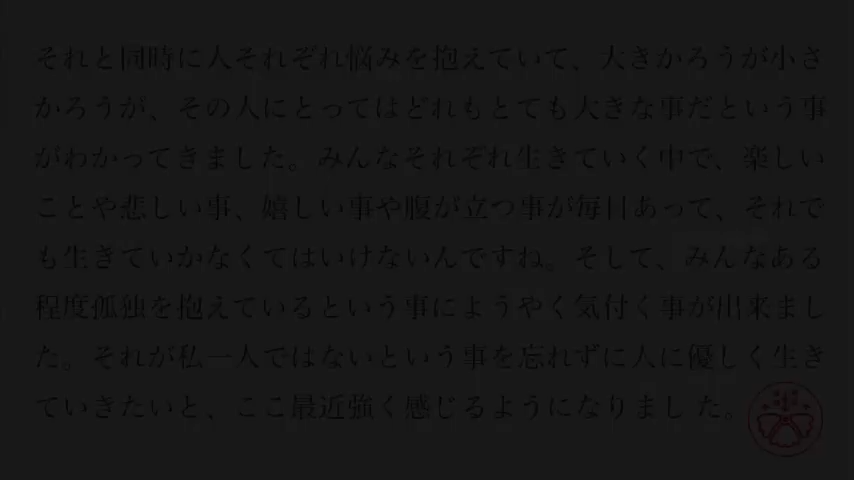 それと同時に人それぞれ悩みを抱えていて、大きかろうが小さ
かろうが、その人にとってはどれもとても大きな事だという事
がわかってきました。みんなそれぞれ生きていく中で、楽しい
ことや悲しい事、嬉しい事や腹が立つ事が毎日あって、それで
も生きていかなくてはいけないんですね。そして、みんなある
程度孤独を抱えているという事にようやく気付く事が出来まし
た。それが私一人ではないという事を忘れずに人に優しく生き
ていきたいと、ここ最近強く感じるようになりました。